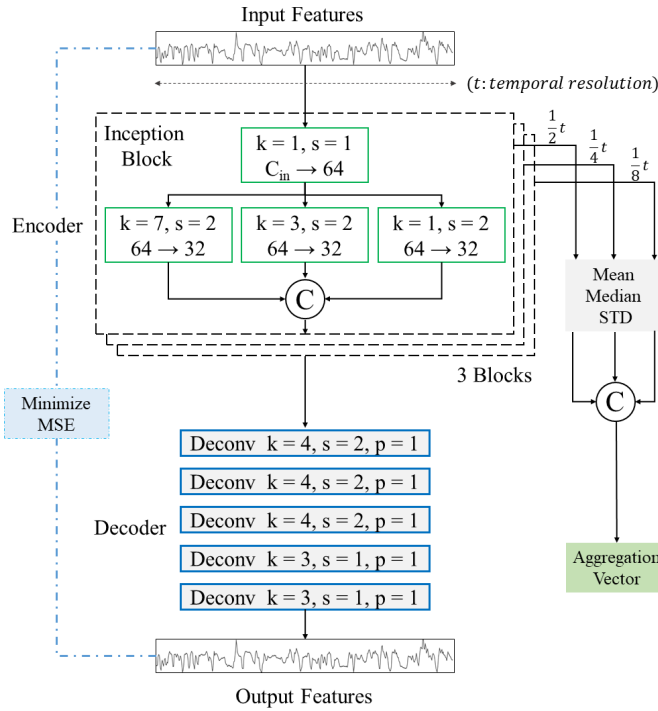 Input Features
(t: temporal resolution)
Inception
Block
k = 1, s = 1
C_in → 64
1/2 t
1/4 t
1/8 t
Encoder
k = 7, s = 2
64 → 32
k = 3, s = 2
64 → 32
k = 1, s = 2
64 → 32
C
Mean
Median
STD
3 Blocks
C
Minimize
MSE
Deconv k = 4, s = 2, p = 1
Deconv k = 4, s = 2, p = 1
Deconv k = 4, s = 2, p = 1
Decoder
Deconv k = 3, s = 1, p = 1
Deconv k = 3, s = 1, p = 1
Aggregation
Vector
Output Features